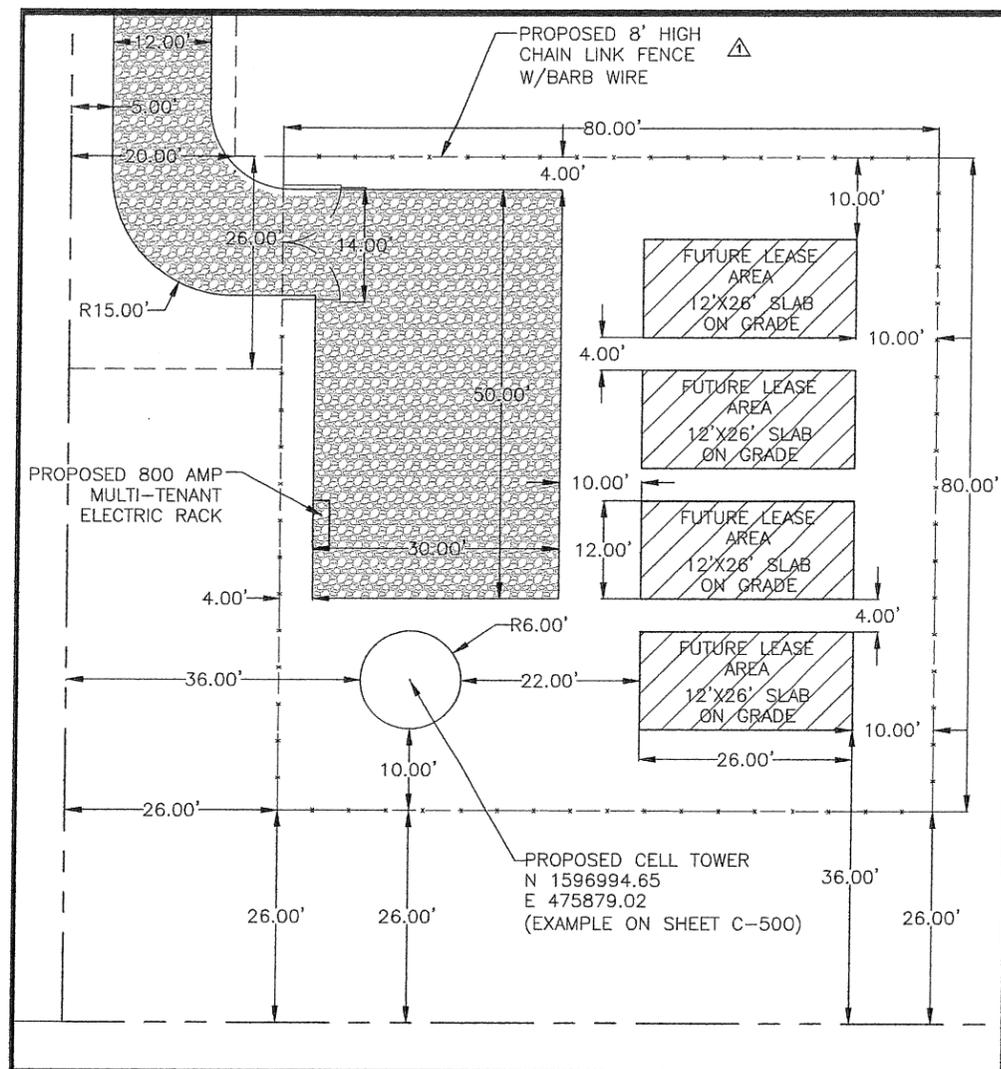 12.00'
PROPOSED 8' HIGH
CHAIN LINK FENCE
W/BARB WIRE
1
5.00'
80.00'
20.00'
4.00'
10.00'
26.00'
14.00'
R15.00'
FUTURE LEASE
AREA
12'X26' SLAB
ON GRADE
10.00'
4.00'
FUTURE LEASE
AREA
12'X26' SLAB
ON GRADE
50.00'
PROPOSED 800 AMP
MULTI-TENANT
ELECTRIC RACK
10.00'
80.00'
FUTURE LEASE
AREA
12'X26' SLAB
ON GRADE
12.00'
30.00'
4.00'
4.00'
R6.00'
36.00'
22.00'
FUTURE LEASE
AREA
12'X26' SLAB
ON GRADE
10.00'
26.00'
10.00'
26.00'
PROPOSED CELL TOWER
N 1596994.65
E 475879.02
(EXAMPLE ON SHEET C-500)
36.00'
26.00'
26.00'
26.00'